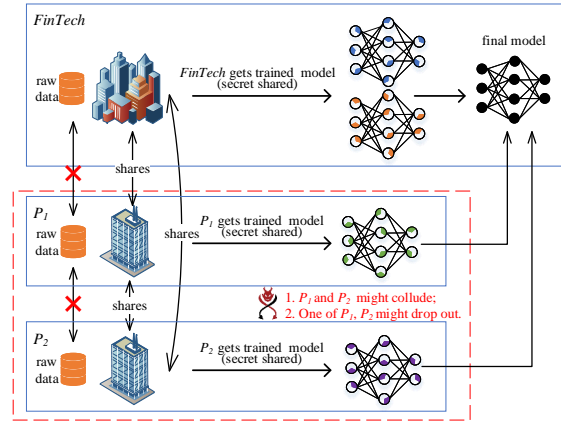 FinTech
raw
data
FinTech gets trained model
(secret shared)
final model
shares
P1
raw
data
P1 gets trained model
(secret shared)
shares
shares
1. P1 and P2 might collude;
2. One of P1, P2 might drop out.
P2
raw
data
P2 gets trained model
(secret shared)